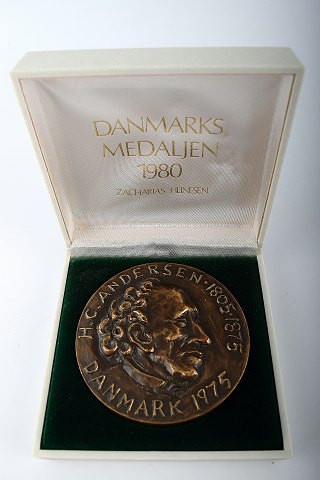 DANMARKS
MEDALJEN
1980
ZACHARIAS HEINESEN
H.C. ANDERSEN · 1805·1875
DANMARK 1975